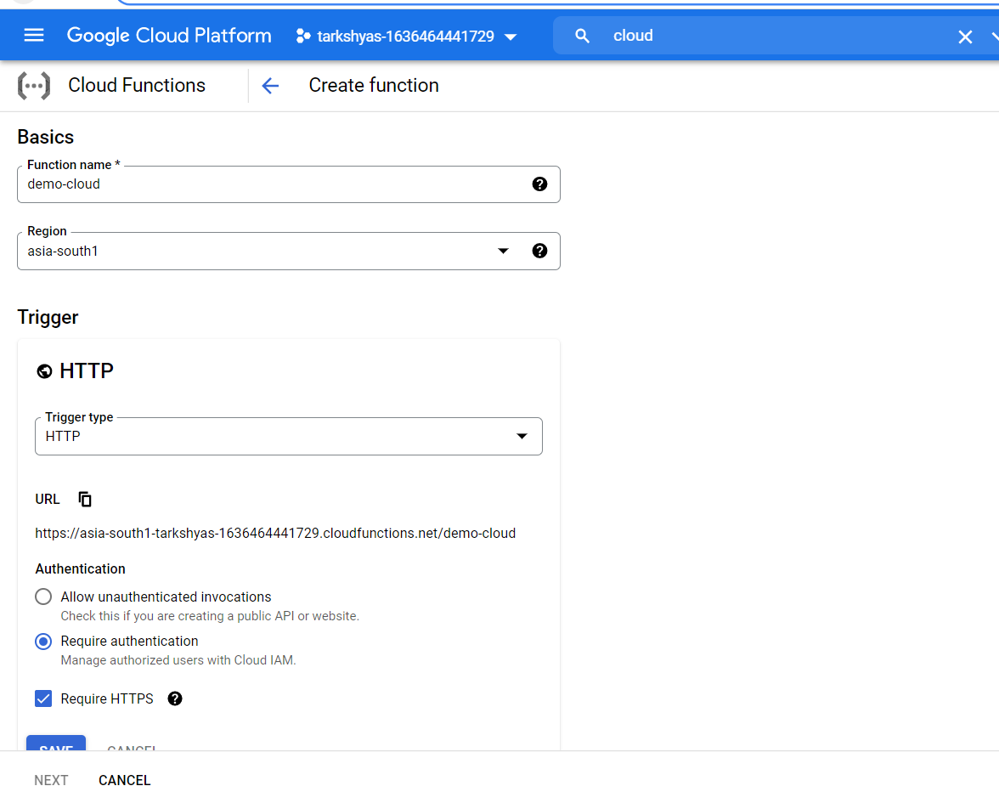 Google Cloud Platform
tarkshyas-1636464441729
cloud
Cloud Functions
Create function
Basics
Function name *
demo-cloud
Region
asia-south1
Trigger
HTTP
Trigger type
HTTP
URL
https://asia-south1-tarkshyas-1636464441729.cloudfunctions.net/demo-cloud
Authentication
Allow unauthenticated invocations
Check this if you are creating a public API or website.
Require authentication
Manage authorized users with Cloud IAM.
Require HTTPS
SAVE CANCEL
NEXT CANCEL